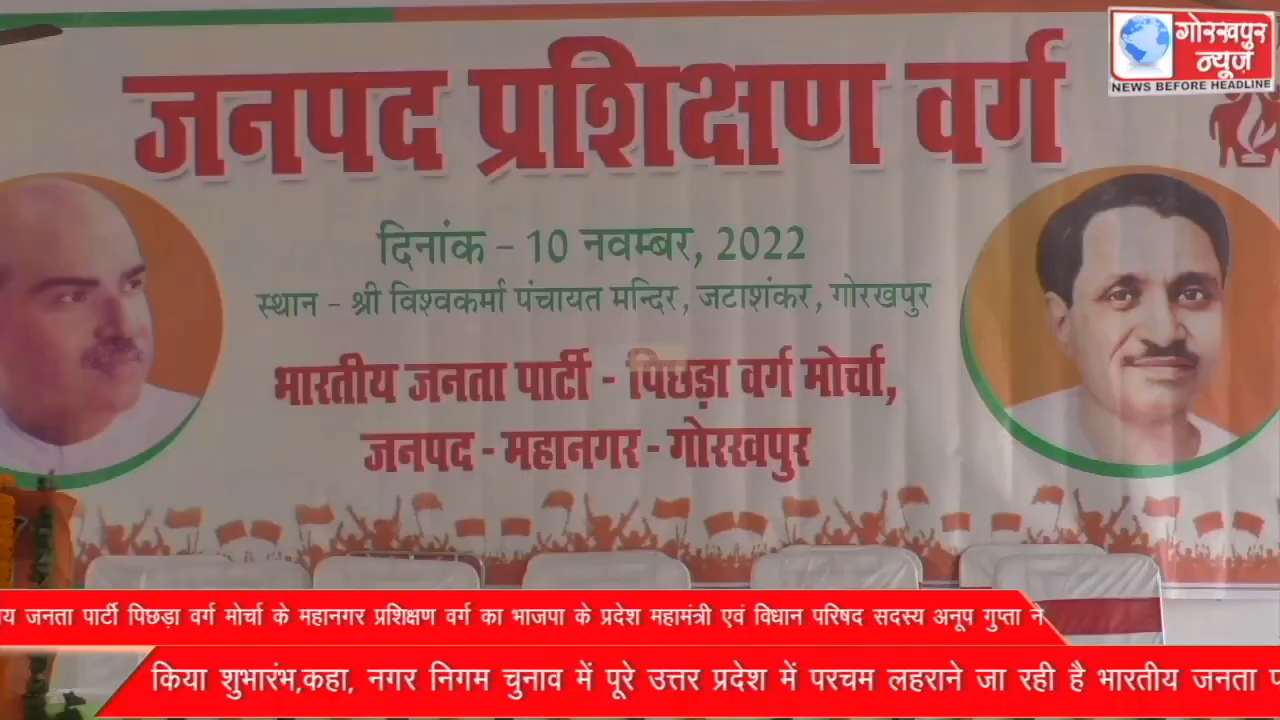 गोरखपुर
न्यूज़
NEWS BEFORE HEADLINE
जनपद प्रशिक्षण वर्ग
दिनांक - 10 नवम्बर, 2022
स्थान - श्री विश्वकर्मा पंचायत मन्दिर, जटाशंकर, गोरखपुर
भारतीय जनता पार्टी - पिछड़ा वर्ग मोर्चा,
जनपद - महानगर - गोरखपुर
जनता पार्टी पिछड़ा वर्ग मोर्चा के महानगर प्रशिक्षण वर्ग का भाजपा के प्रदेश महामंत्री एवं विधान परिषद सदस्य अनूप गुप्ता ने
किया शुभारंभ,कहा, नगर निगम चुनाव में पूरे उत्तर प्रदेश में परचम लहराने जा रही है भारतीय जनता